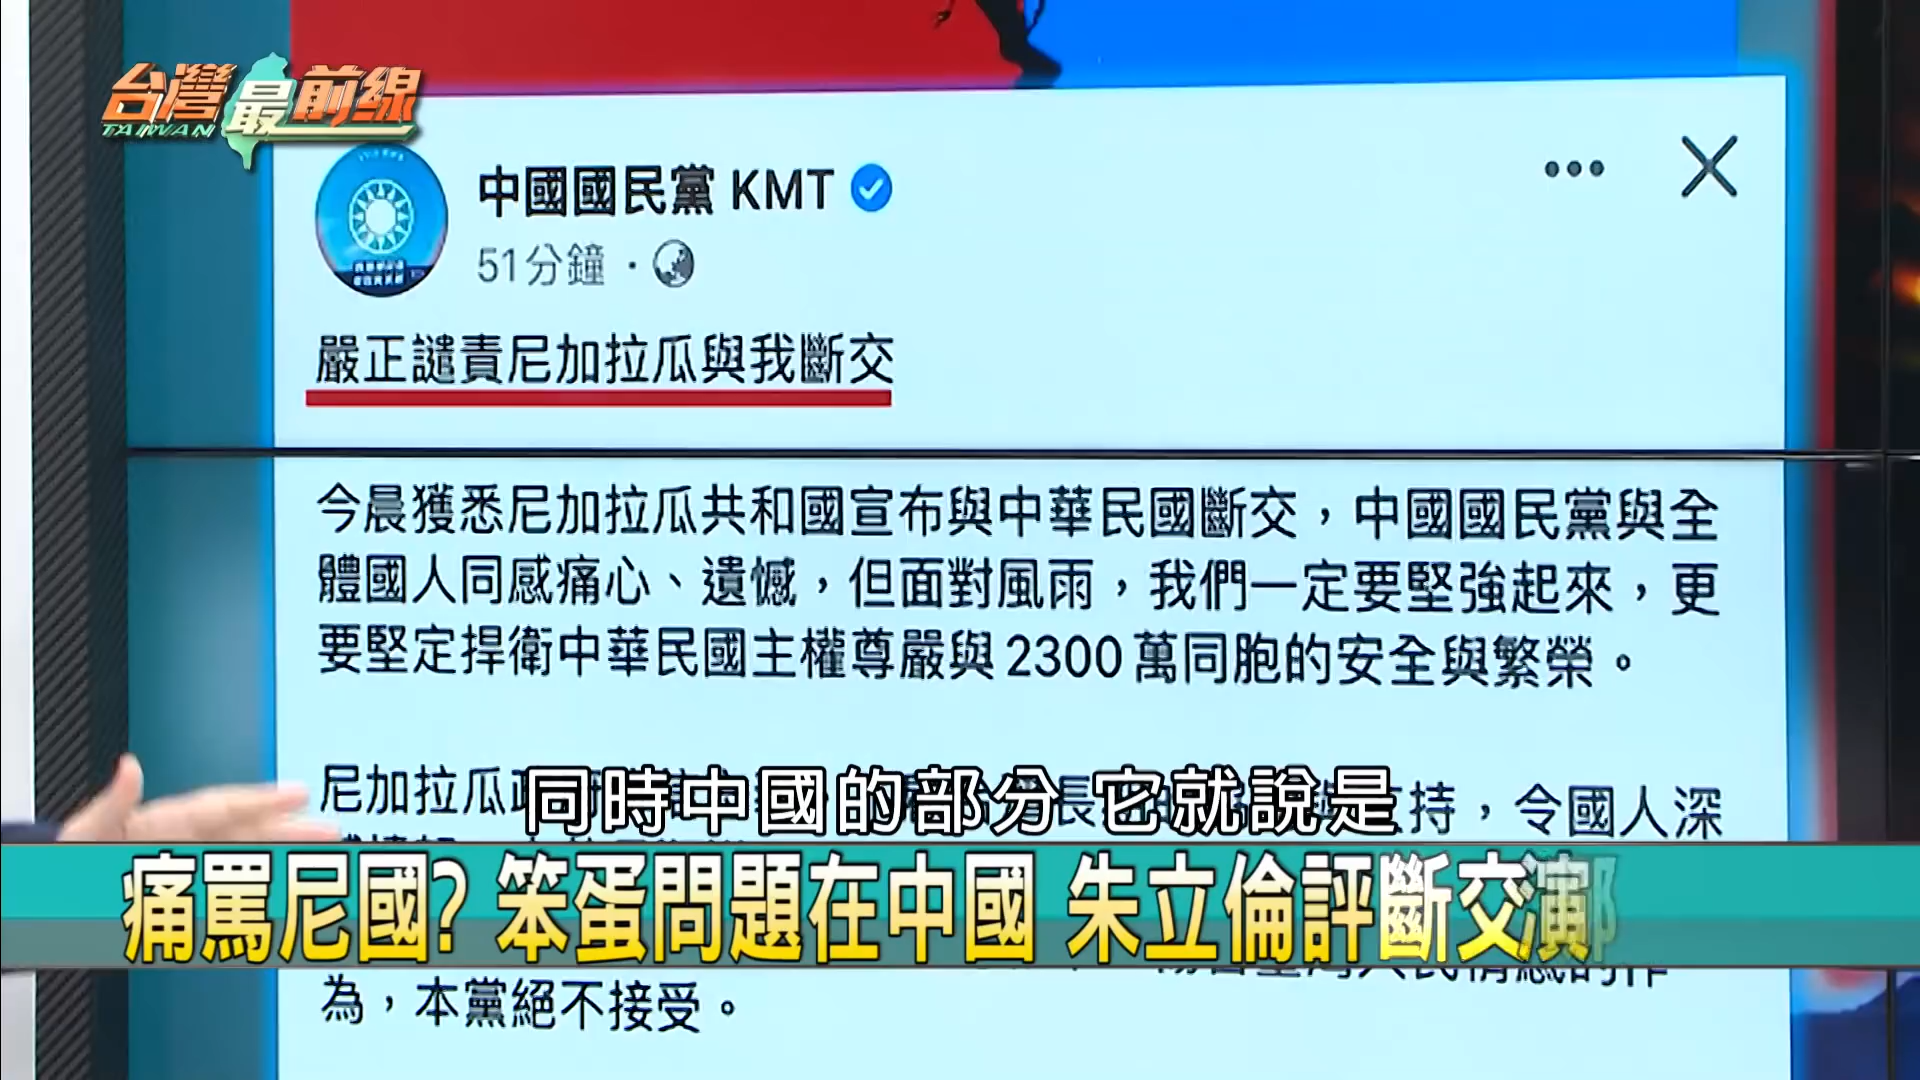 台灣最前線
TAIWAN
中國國民黨 KMT
51分鐘
嚴正譴責尼加拉瓜與我斷交
今晨獲悉尼加拉瓜共和國宣布與中華民國斷交，中國國民黨與全
體國人同感痛心、遺憾，但面對風雨，我們一定要堅強起來，更
要堅定捍衛中華民國主權尊嚴與2300萬同胞的安全與繁榮。
尼加拉瓜 支持，令國人深
同時中國的部分 它就說是
痛罵尼國? 笨蛋問題在中國 朱立倫評斷交演
為，本黨絕不接受。